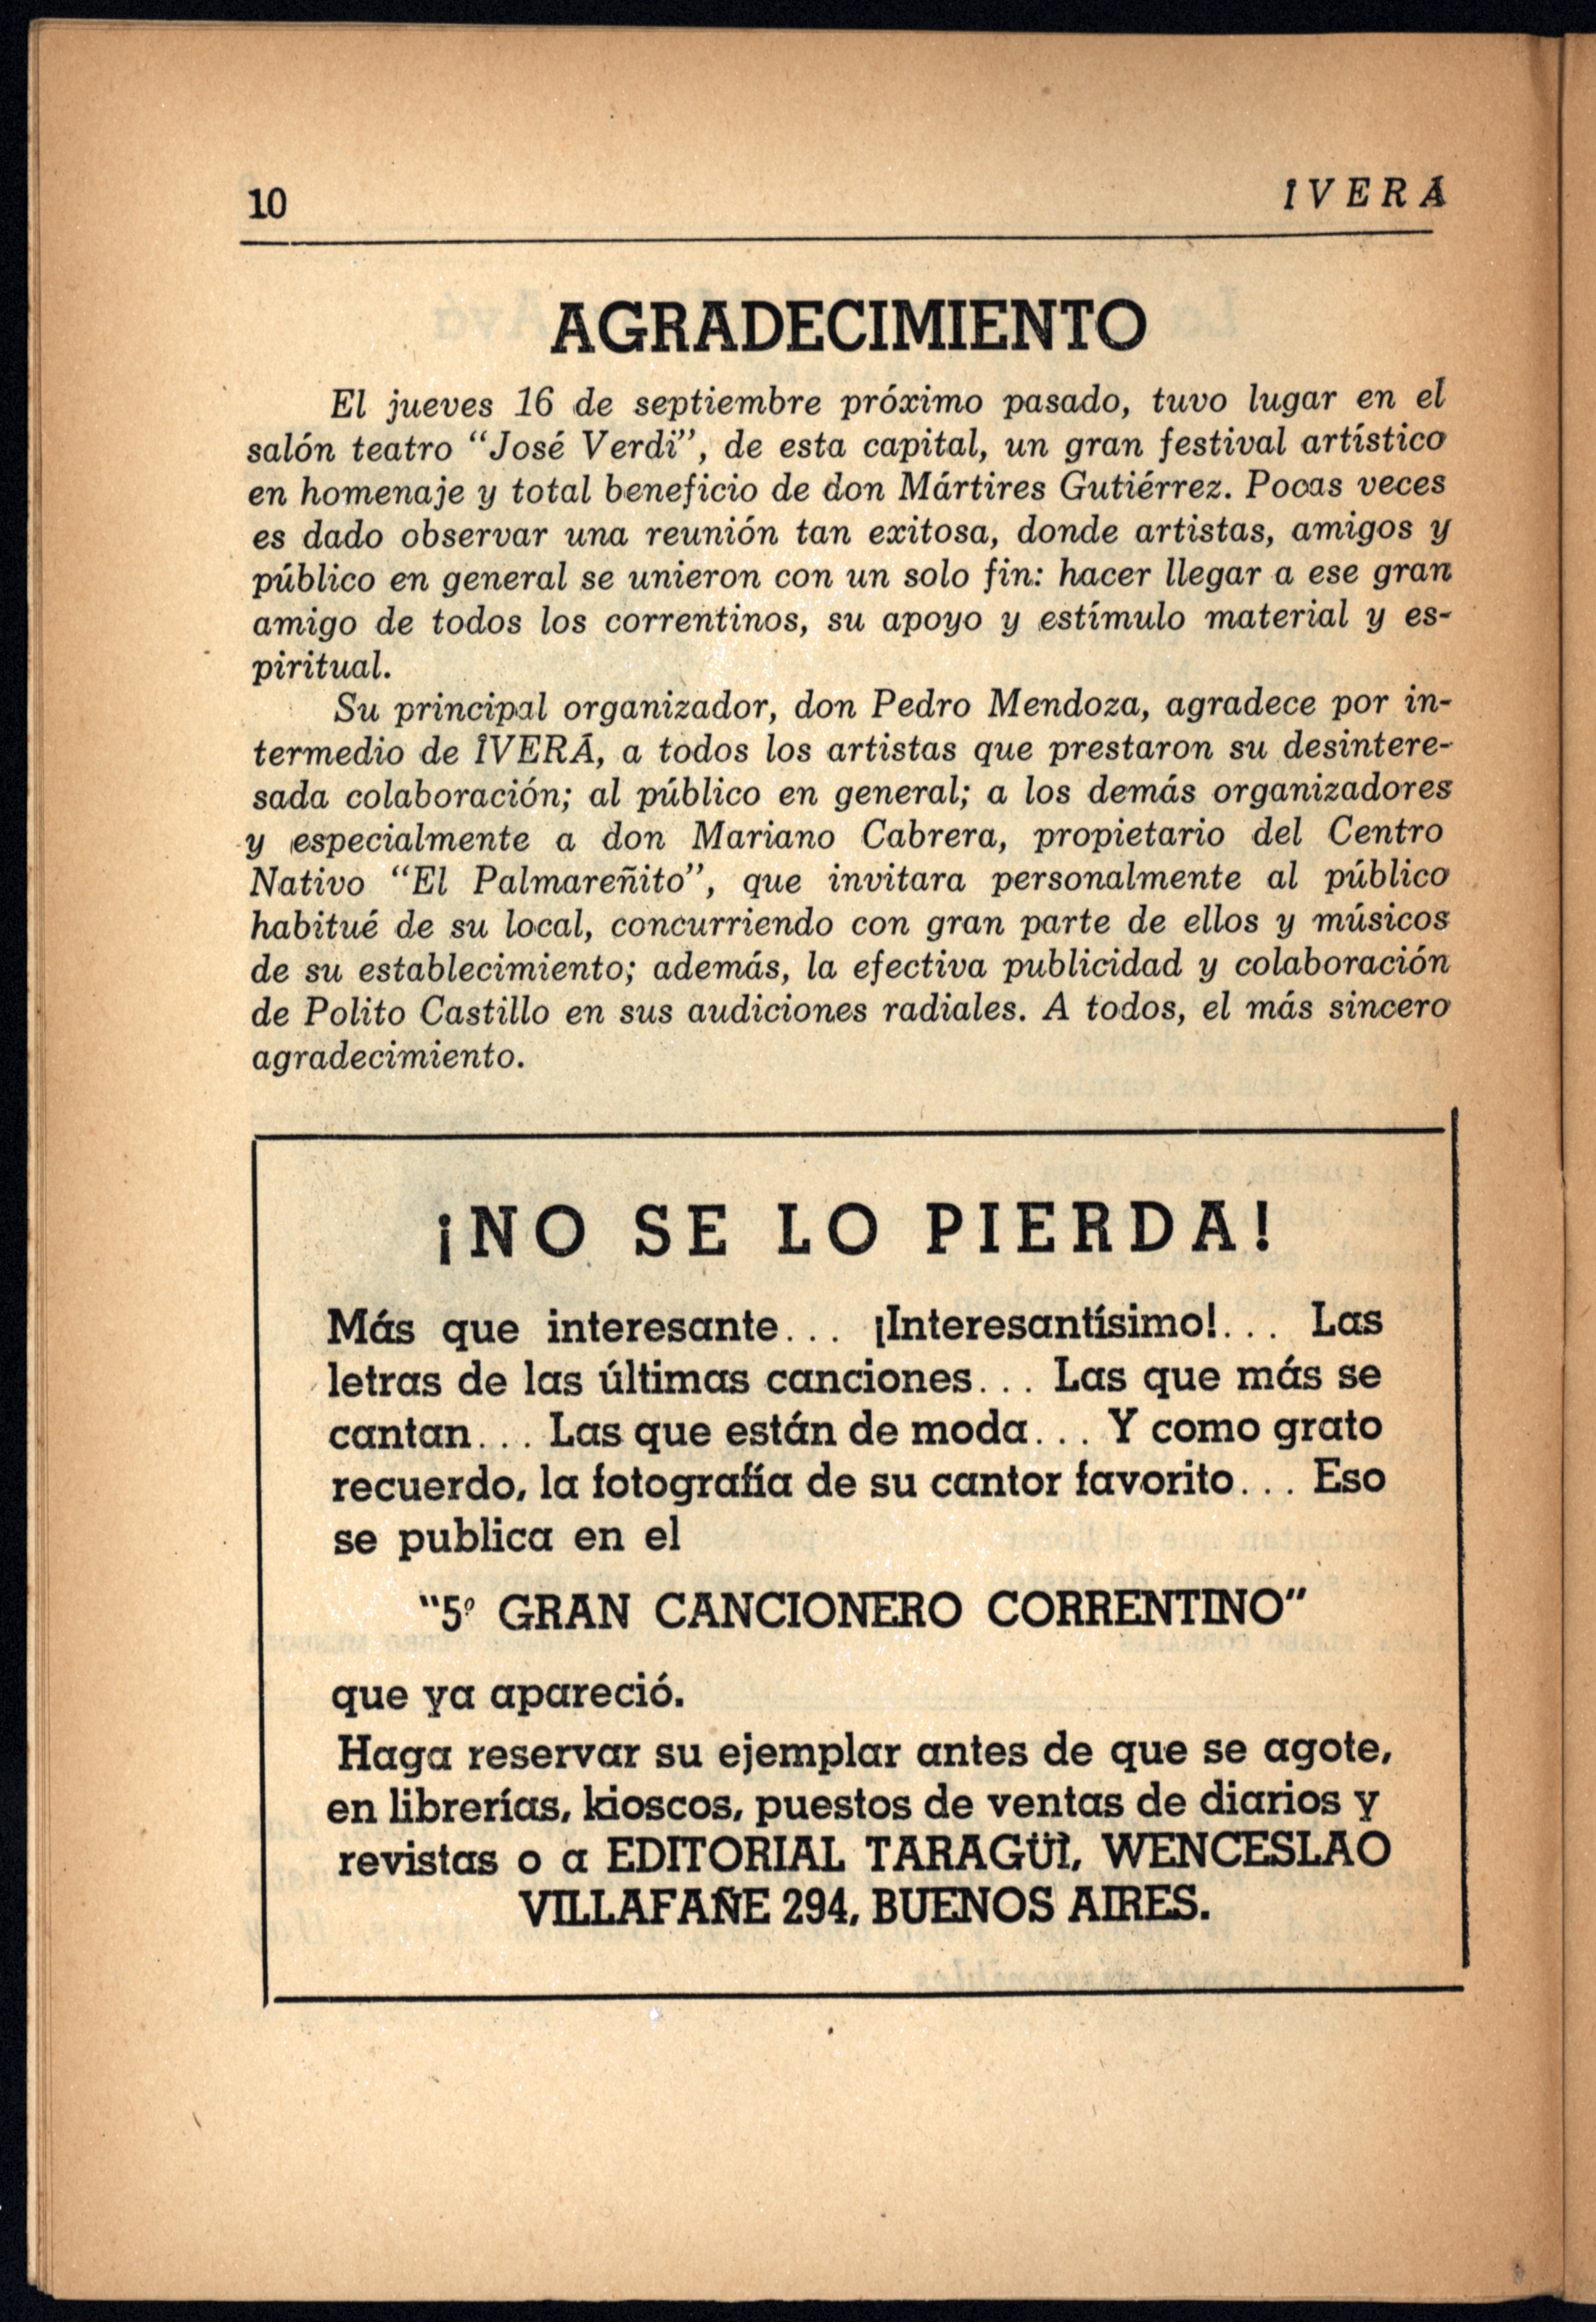 10
ÎVERÁ
AGRADECIMIENTO
El jueves 16 de septiembre próximo pasado, tuvo lugar en el
salón teatro “José Verdi”, de esta capital, un gran festival artístico
en homenaje y total beneficio de don Mártires Gutiérrez. Pocas veces
es dado observar una reunión tan exitosa, donde artistas, amigos y
público en general se unieron con un solo fin: hacer llegar a ese gran
amigo de todos los correntinos, su apoyo y estímulo material y es-
piritual.
Su principal organizador, don Pedro Mendoza, agradece por in-
termedio de ÎVERÁ, a todos los artistas que prestaron su desintere-
sada colaboración; al público en general; a los demás organizadores
y especialmente a don Mariano Cabrera, propietario del Centro
Nativo “El Palmareñito”, que invitara personalmente al público
habitué de su local, concurriendo con gran parte de ellos y músicos
de su establecimiento; además, la efectiva publicidad y colaboración
de Polito Castillo en sus audiciones radiales. A todos, el más sincero
agradecimiento.
¡NO SE LO PIERDA!
Más que interesante... ¡Interesantísimo!... Las
letras de las últimas canciones... Las que más se
cantan... Las que están de moda... Y como grato
recuerdo, la fotografía de su cantor favorito... Eso
se publica en el
“5º GRAN CANCIONERO CORRENTINO”
que ya apareció.
Haga reservar su ejemplar antes de que se agote,
en librerías, kioscos, puestos de ventas de diarios y
revistas o a EDITORIAL TARAGÜÎ, WENCESLAO
VILLAFAÑE 294, BUENOS AIRES.